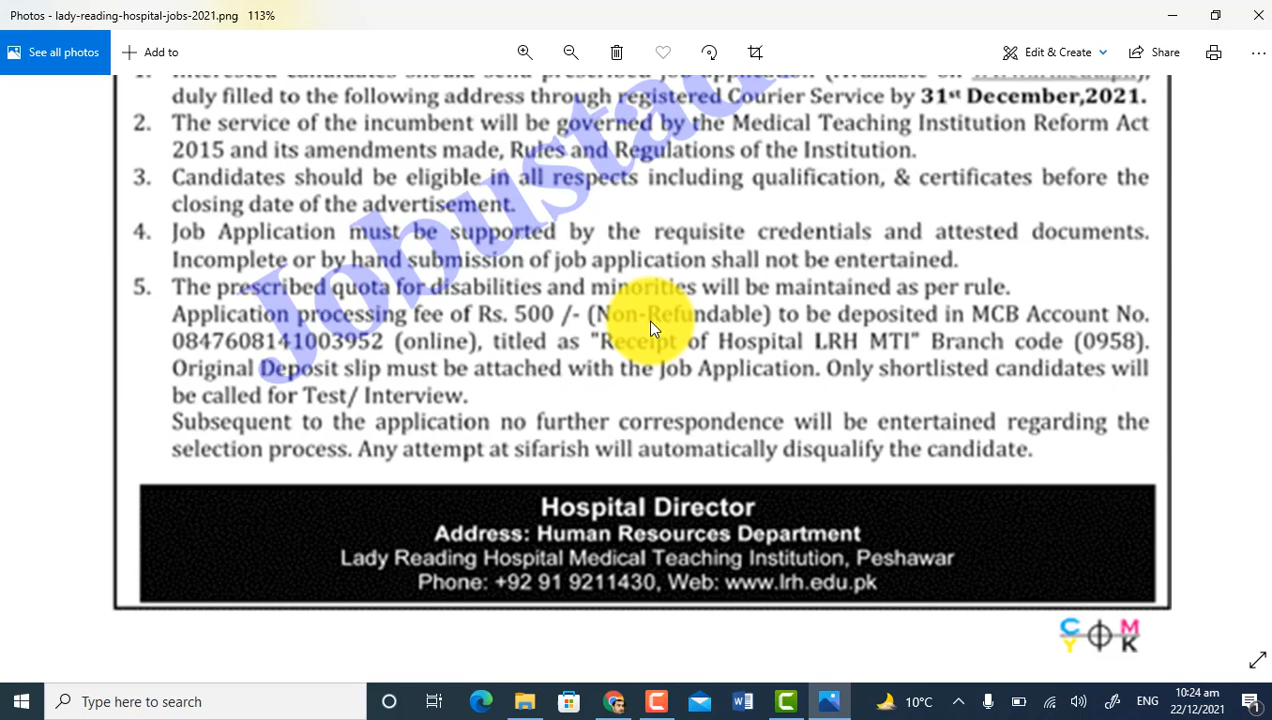 Photos - lady-reading-hospital-jobs-2021.png 113%
See all photos
Add to
Edit & Create
Share
1. Interested candidates should send prescribed Job Application (Available on
duly filled to the following address through registered Courier Service by 31st December,2021.
2. The service of the incumbent will be governed by the Medical Teaching Institution Reform Act
2015 and its amendments made, Rules and Regulations of the Institution.
3. Candidates should be eligible in all respects including qualification, & certificates before the
closing date of the advertisement.
4. Job Application must be supported by the requisite credentials and attested documents.
Incomplete or by hand submission of job application shall not be entertained.
5. The prescribed quota for disabilities and minorities will be maintained as per rule.
Application processing fee of Rs. 500 /- (Non-Refundable) to be deposited in MCB Account No.
0847608141003952 (online), titled as "Receipt of Hospital LRH MTI" Branch code (0958).
Original Deposit slip must be attached with the Job Application. Only shortlisted candidates will
be called for Test/ Interview.
Subsequent to the application no further correspondence will be entertained regarding the
selection process. Any attempt at sifarish will automatically disqualify the candidate.
Jobustad
Hospital Director
Address: Human Resources Department
Lady Reading Hospital Medical Teaching Institution, Peshawar
Phone: +92 91 9211430, Web: www.lrh.edu.pk
C M
Y K
Type here to search
10°C
ENG
10:24 am
22/12/2021
1